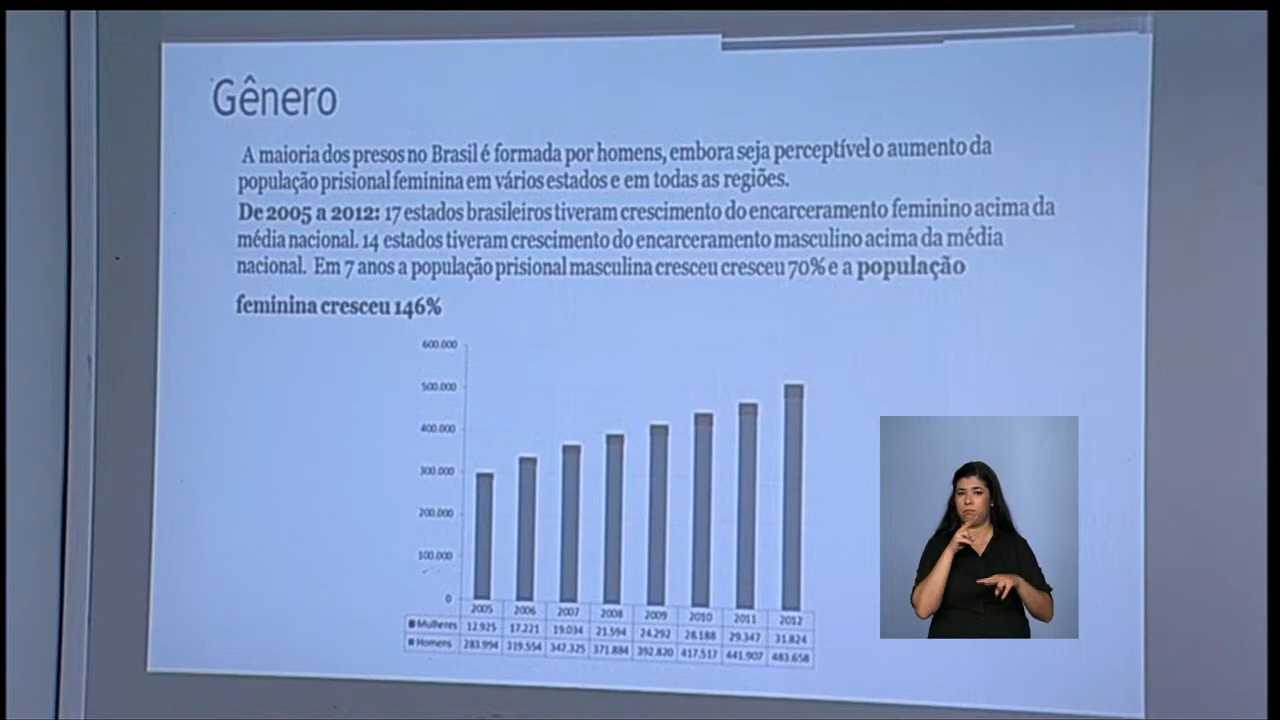 Gênero
A maioria dos presos no Brasil é formada por homens, embora seja perceptível o aumento da
população prisional feminina em vários estados e em todas as regiões.
De 2005 a 2012: 17 estados brasileiros tiveram crescimento do encarceramento feminino acima da
média nacional. 14 estados tiveram crescimento do encarceramento masculino acima da média
nacional. Em 7 anos a população prisional masculina cresceu cresceu 70% e a população
feminina cresceu 146%
600.000
500.000
400.000
300.000
200.000
100.000
0
2005 2006 2007 2008 2009 2010 2011 2012
Mulheres 12.925 17.221 19.034 21.594 24.292 28.188 29.347 31.824
Homens 283.994 319.554 347.325 371.884 392.820 417.517 441.907 483.658